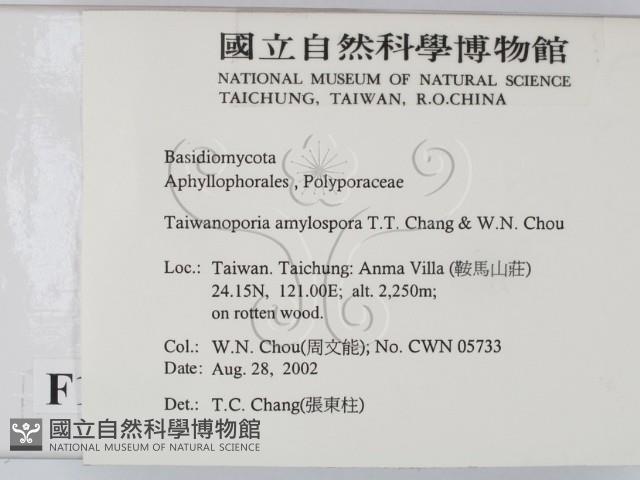 國立自然科學博物館
NATIONAL MUSEUM OF NATURAL SCIENCE
TAICHUNG, TAIWAN, R.O.CHINA
Basidiomycota
Aphyllophorales , Polyporaceae
Taiwanoporia amylospora T.T. Chang & W.N. Chou
Loc.: Taiwan. Taichung: Anma Villa (鞍馬山莊)
24.15N, 121.00E; alt. 2,250m;
on rotten wood.
Col.: W.N. Chou(周文能); No. CWN 05733
Date: Aug. 28, 2002
Det.: T.C. Chang(張東柱)
國立自然科學博物館
NATIONAL MUSEUM OF NATURAL SCIENCE